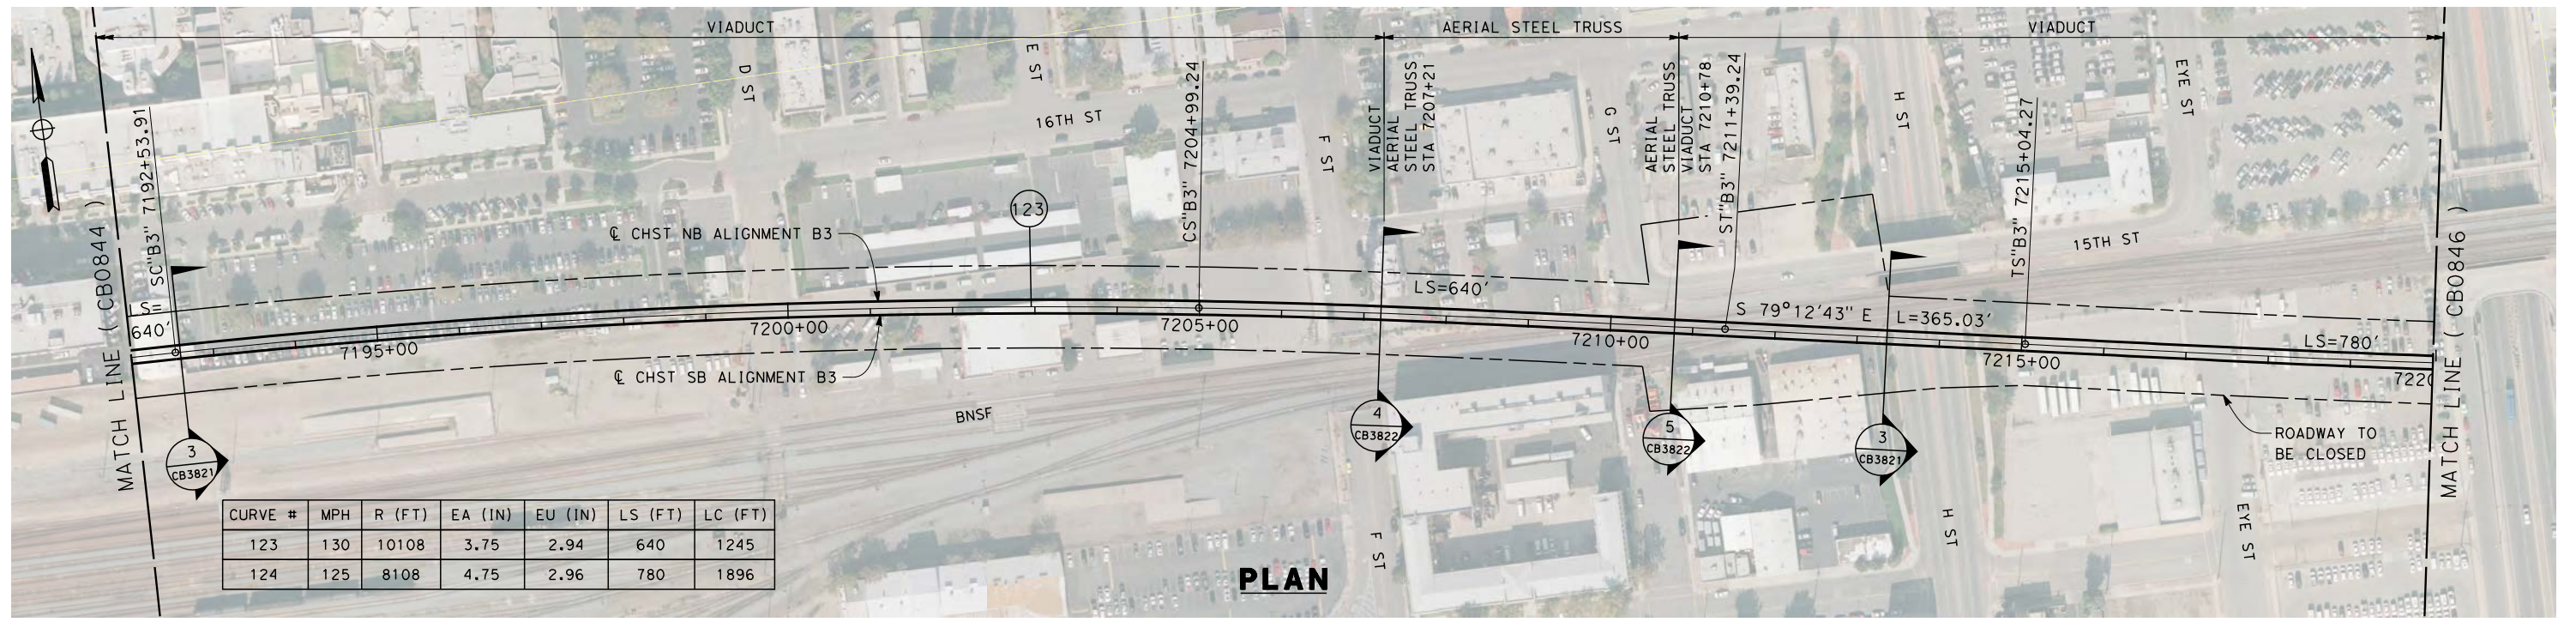 VIADUCT
AERIAL STEEL TRUSS
VIADUCT
MATCH LINE ( CB0844 )
SC"B3" 7192+53.91
D ST
E ST
16TH ST
CS"B3" 7204+99.24
F ST
VIADUCT
AERIAL
STEEL TRUSS
STA 7207+21
G ST
AERIAL
STEEL TRUSS
VIADUCT
STA 7210+78
ST"B3" 7211+39.24
H ST
TS"B3" 7215+04.27
EYE ST
15TH ST
MATCH LINE ( CB0846 )
123
℄ CHST NB ALIGNMENT B3
S=
640'
LS=640'
S 79°12'43" E L=365.03'
LS=780'
7195+00
7200+00
7205+00
7210+00
7215+00
7220
℄ CHST SB ALIGNMENT B3
BNSF
3
CB3821
4
CB3822
5
CB3822
3
CB3821
ROADWAY TO
BE CLOSED
F ST
H ST
EYE ST
CURVE # MPH R (FT) EA (IN) EU (IN) LS (FT) LC (FT)
123 130 10108 3.75 2.94 640 1245
124 125 8108 4.75 2.96 780 1896
PLAN